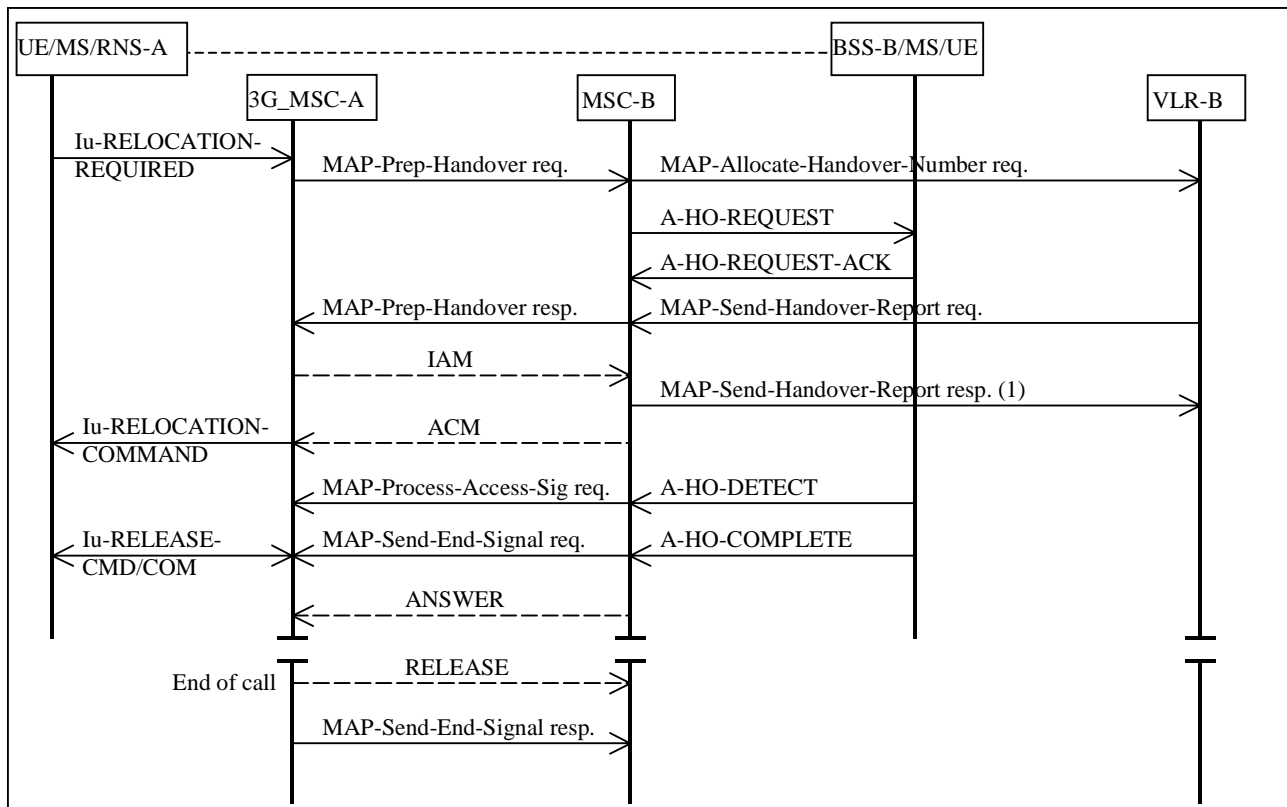 UE/MS/RNS-A
BSS-B/MS/UE
3G_MSC-A
MSC-B
VLR-B
Iu-RELOCATION-
REQUIRED
MAP-Prep-Handover req.
MAP-Allocate-Handover-Number req.
A-HO-REQUEST
A-HO-REQUEST-ACK
MAP-Prep-Handover resp.
MAP-Send-Handover-Report req.
IAM
MAP-Send-Handover-Report resp. (1)
Iu-RELOCATION-
COMMAND
ACM
MAP-Process-Access-Sig req.
A-HO-DETECT
Iu-RELEASE-
CMD/COM
MAP-Send-End-Signal req.
A-HO-COMPLETE
ANSWER
RELEASE
End of call
MAP-Send-End-Signal resp.